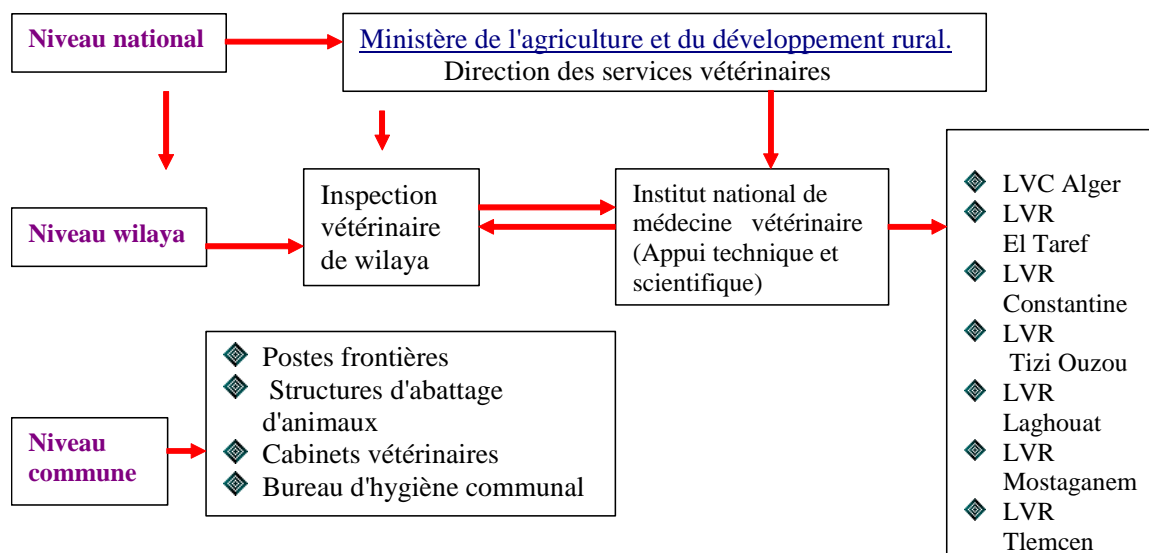 Niveau national
Ministère de l'agriculture et du développement rural.
Direction des services vétérinaires
Niveau wilaya
Inspection
vétérinaire
de wilaya
Institut national de
médecine vétérinaire
(Appui technique et
scientifique)
LVC Alger
LVR
El Taref
LVR
Constantine
LVR
Tizi Ouzou
LVR
Laghouat
LVR
Mostaganem
LVR
Tlemcen
Niveau
commune
Postes frontières
Structures d'abattage
d'animaux
Cabinets vétérinaires
Bureau d'hygiène communal